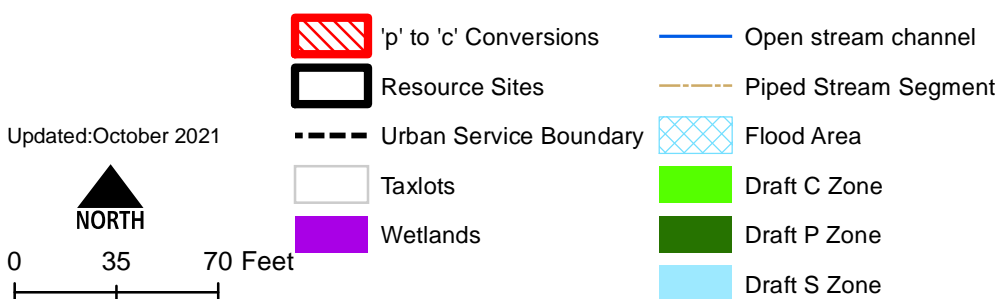 'p' to 'c' Conversions
Resource Sites
Urban Service Boundary
Taxlots
Wetlands
Open stream channel
Piped Stream Segment
Flood Area
Draft C Zone
Draft P Zone
Draft S Zone
Updated:October 2021
NORTH
0 35 70 Feet